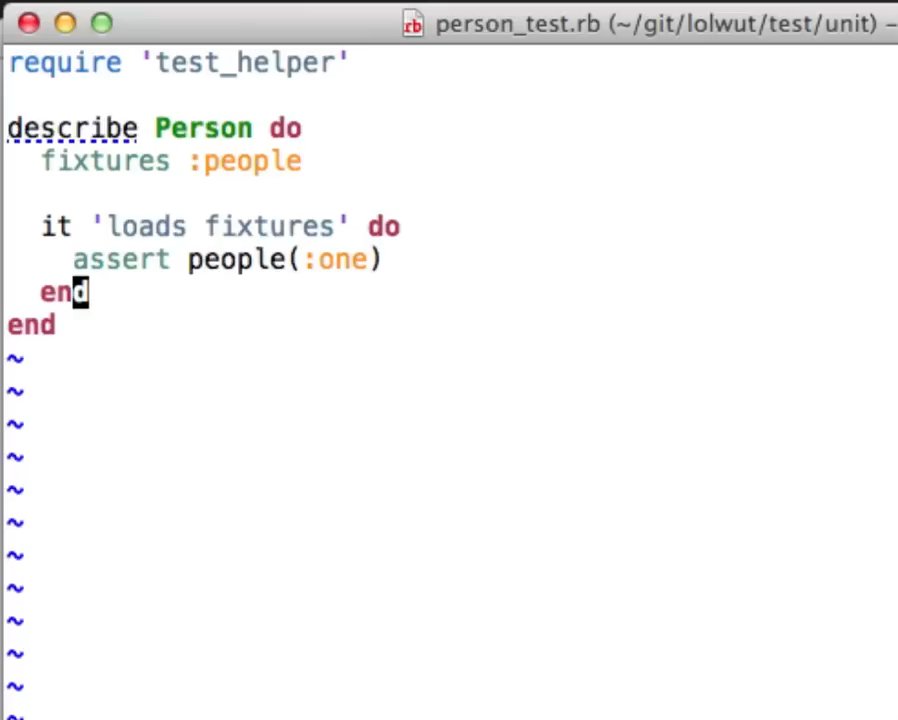 person_test.rb (~/git/lolwut/test/unit) –
require 'test_helper'
describe Person do
  fixtures :people
  it 'loads fixtures' do
    assert people(:one)
  end
end
~
~
~
~
~
~
~
~
~
~
~
~